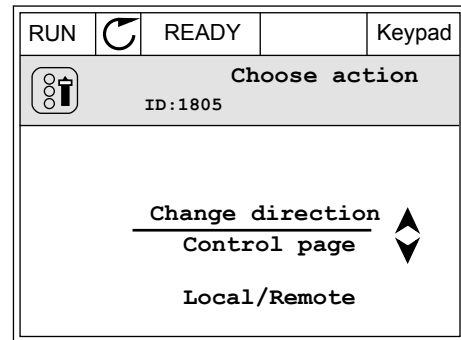 RUN READY Keypad
Choose action
ID:1805
Change direction
Control page
Local/Remote